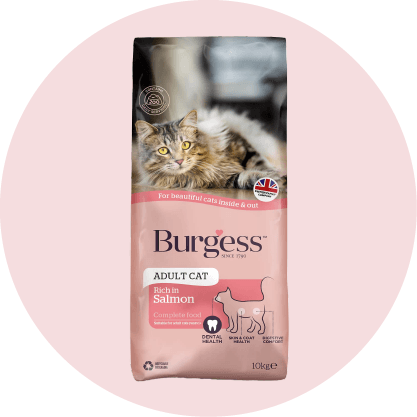 For beautiful cats inside & out
Burgess™
SINCE 1780
ADULT CAT
Rich in
Salmon
Complete food
DENTAL
HEALTH
SKIN & COAT
HEALTH
DIGESTIVE
COMFORT
10kg e